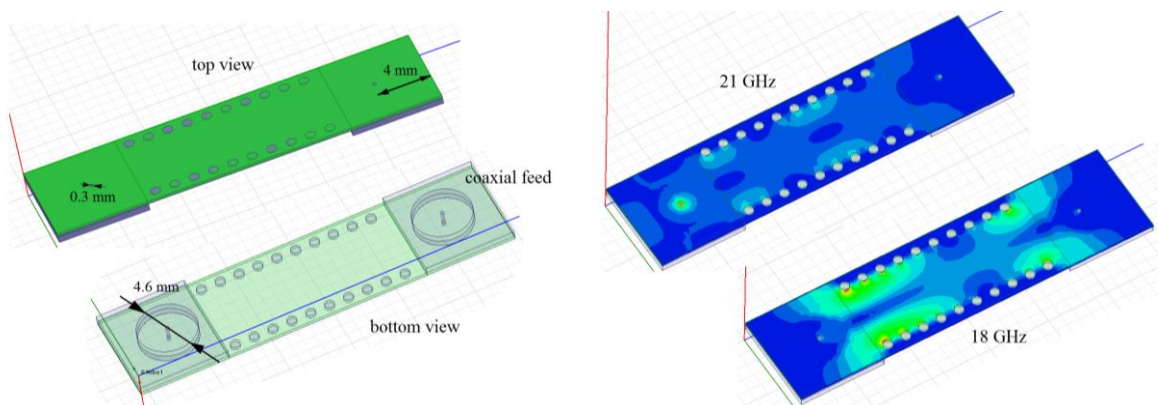 top view
4 mm
0.3 mm
coaxial feed
4.6 mm
bottom view
21 GHz
18 GHz